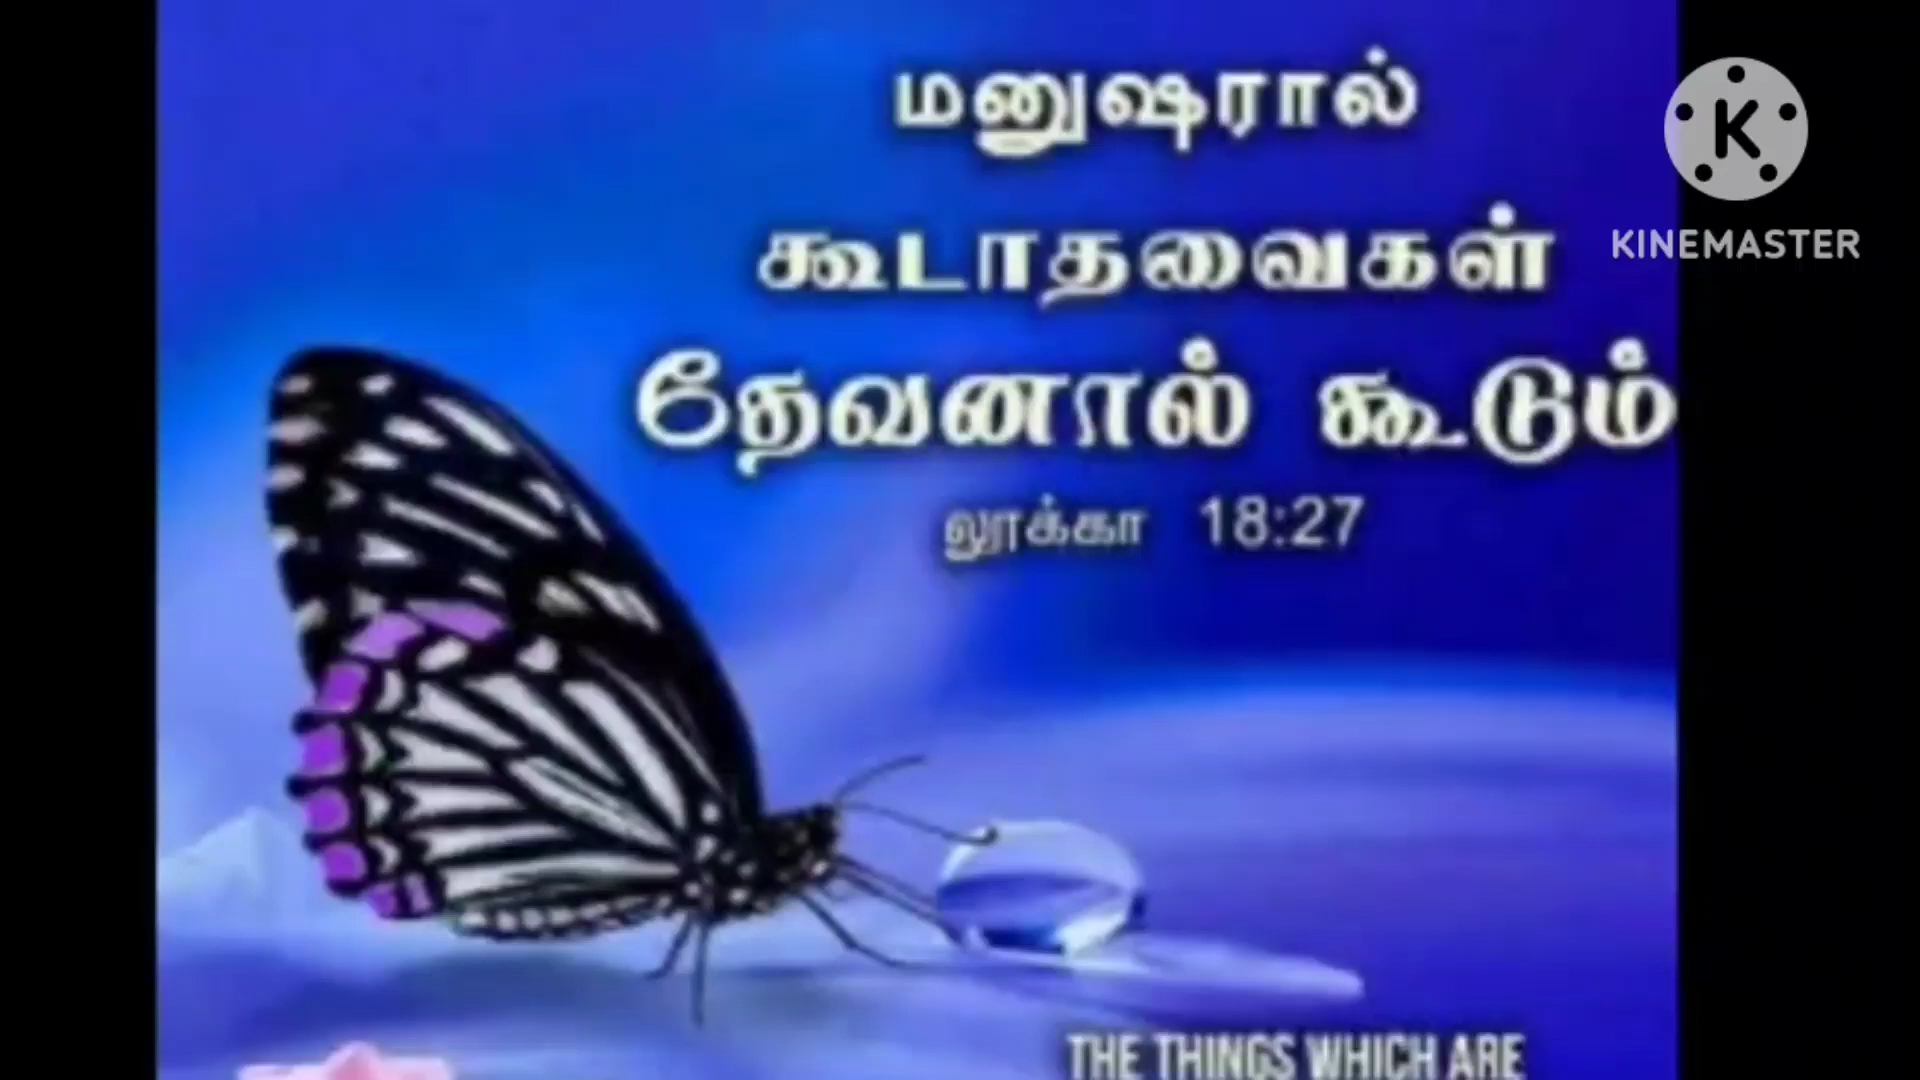 மனுஷரால்
கூடாதவைகள்
தேவனால் கூடும்
லூக்கா 18:27
THE THINGS WHICH ARE
K
KINEMASTER